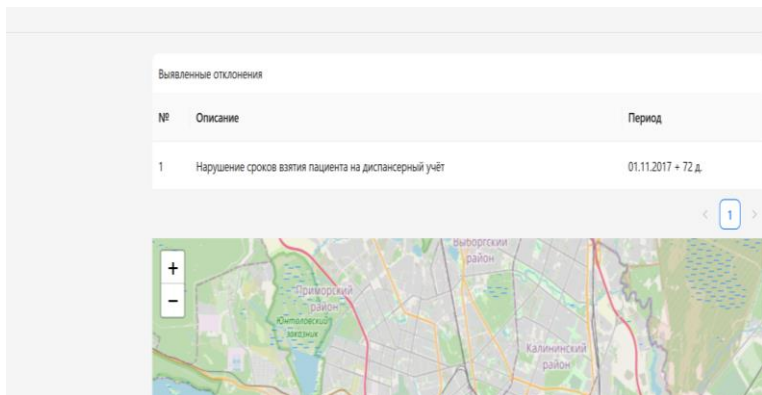 Выявленные отклонения
№ Описание Период
1 Нарушение сроков взятия пациента на диспансерный учёт 01.11.2017 + 72 д.
< 1 >
+
−
Выборгский
район
Приморский
район
Юнтоловский
заказник
Калининский
район